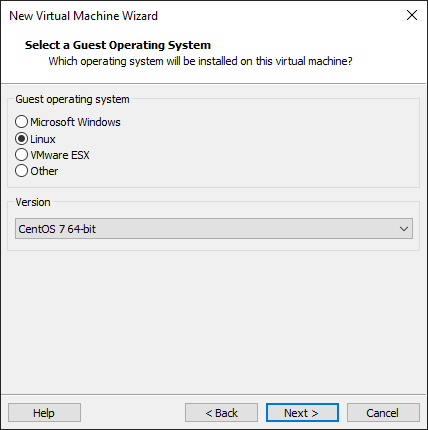 New Virtual Machine Wizard
Select a Guest Operating System
Which operating system will be installed on this virtual machine?
Guest operating system
Microsoft Windows
Linux
VMware ESX
Other
Version
CentOS 7 64-bit
Help
< Back
Next >
Cancel